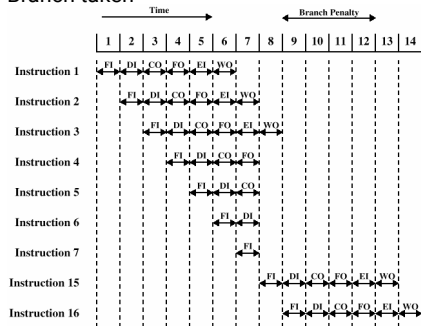 Branch taken
Time Branch Penalty
1 2 3 4 5 6 7 8 9 10 11 12 13 14
Instruction 1 FI DI CO FO EI WO
Instruction 2 FI DI CO FO EI WO
Instruction 3 FI DI CO FO EI WO
Instruction 4 FI DI CO FO
Instruction 5 FI DI CO
Instruction 6 FI DI
Instruction 7 FI
Instruction 15 FI DI CO FO EI WO
Instruction 16 FI DI CO FO EI WO